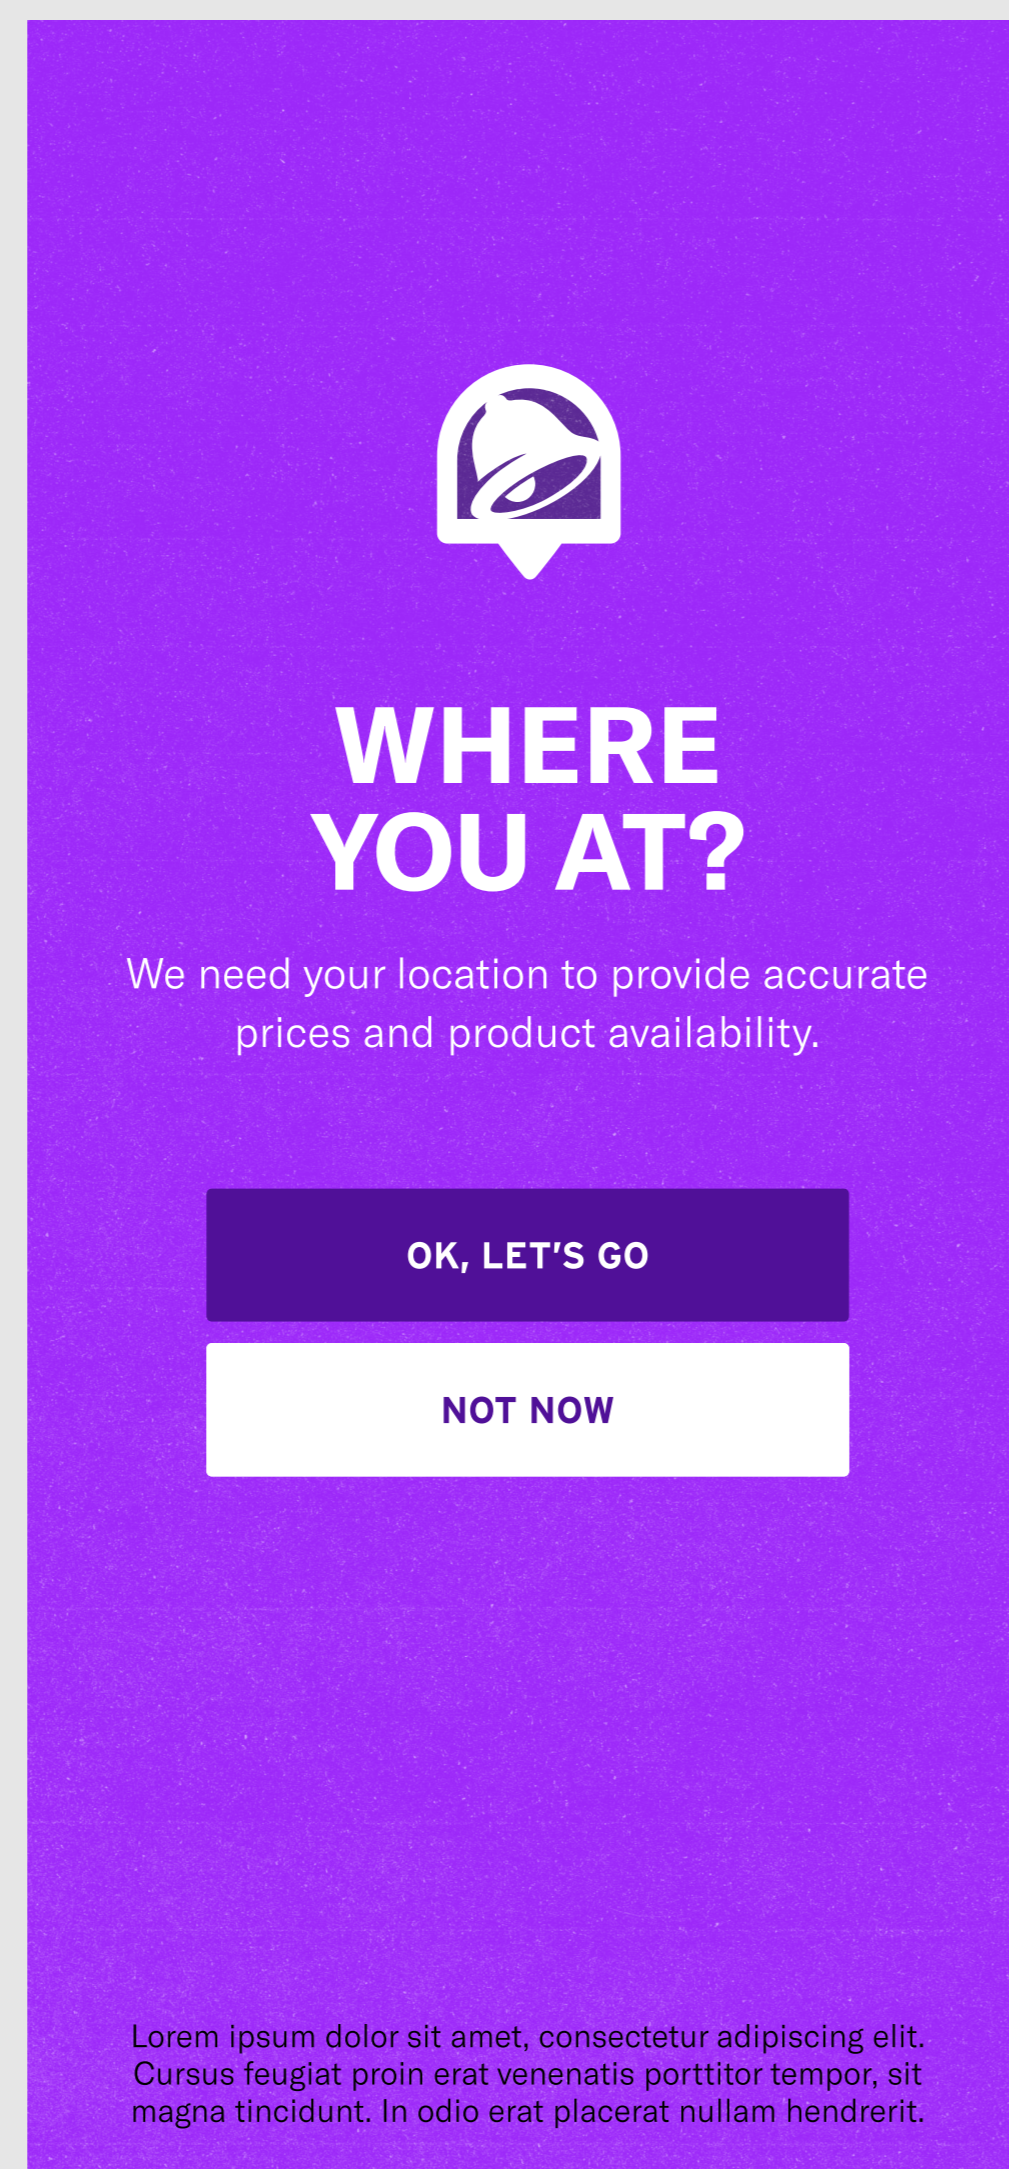 WHERE
YOU AT?
We need your location to provide accurate
prices and product availability.
OK, LET'S GO
NOT NOW
Lorem ipsum dolor sit amet, consectetur adipiscing elit.
Cursus feugiat proin erat venenatis porttitor tempor, sit
magna tincidunt. In odio erat placerat nullam hendrerit.